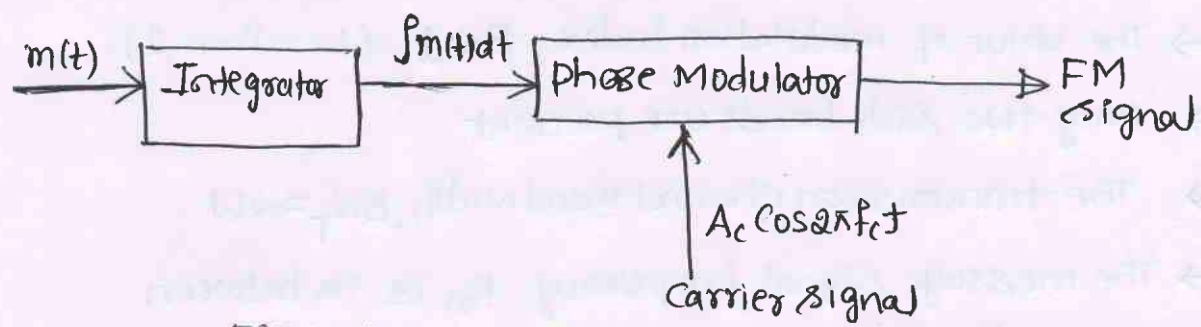 m(t)
Integrator
∫m(t)dt
Phase Modulator
FM
signal
Ac Cos2πfct
Carrier signal